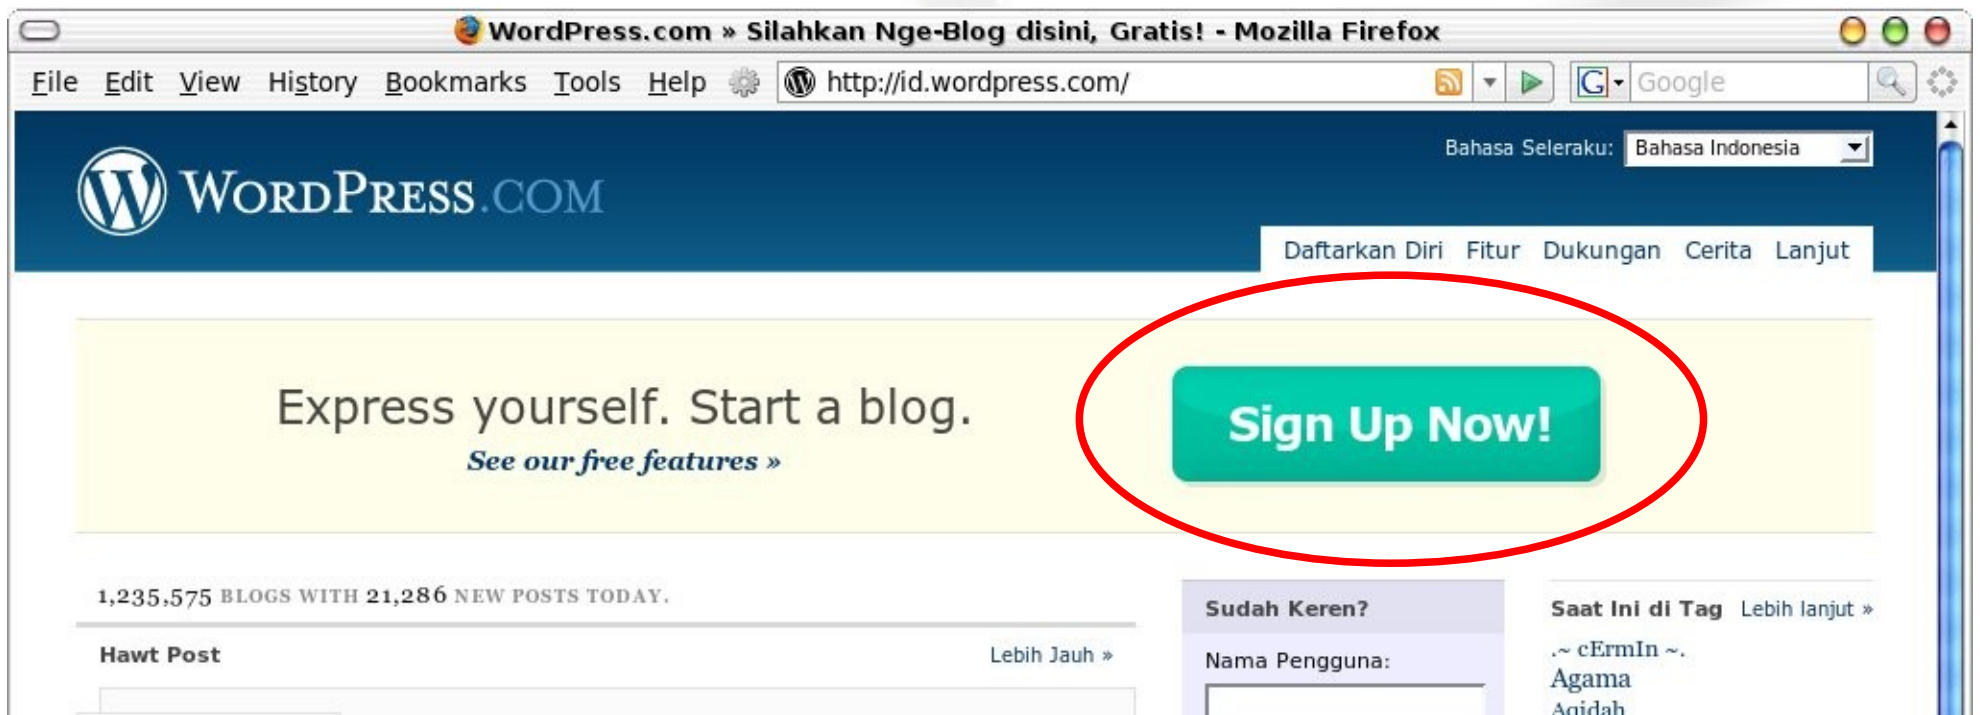 WordPress.com » Silahkan Nge-Blog disini, Gratis! - Mozilla Firefox
File Edit View History Bookmarks Tools Help http://id.wordpress.com/ G Google
Bahasa Seleraku: Bahasa Indonesia
W WORDPRESS.COM
Daftarkan Diri Fitur Dukungan Cerita Lanjut
Express yourself. Start a blog.
Sign Up Now!
See our free features »
1,235,575 BLOGS WITH 21,286 NEW POSTS TODAY.
Hawt Post Lebih Jauh »
Sudah Keren?
Nama Pengguna:
Saat Ini di Tag Lebih lanjut »
.~ cErmIn ~.
Agama
Aqidah